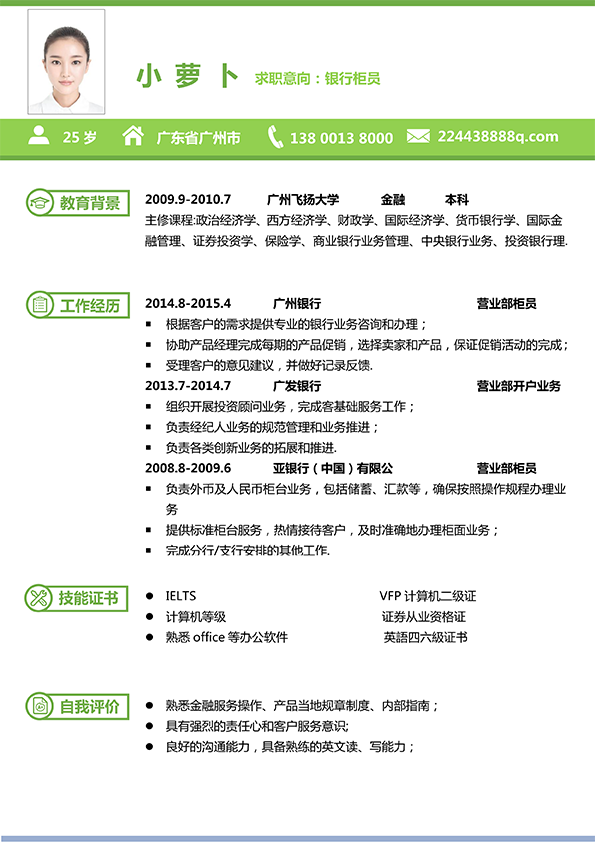 小 萝 卜 求职意向：银行柜员
25 岁 广东省广州市 138 0013 8000 224438888q.com
教育背景
2009.9-2010.7 广州飞扬大学 金融 本科
主修课程:政治经济学、西方经济学、财政学、国际经济学、货币银行学、国际金
融管理、证券投资学、保险学、商业银行业务管理、中央银行业务、投资银行理.
工作经历
2014.8-2015.4 广州银行 营业部柜员
▪ 根据客户的需求提供专业的银行业务咨询和办理；
▪ 协助产品经理完成每期的产品促销，选择卖家和产品，保证促销活动的完成；
▪ 受理客户的意见建议，并做好记录反馈.
2013.7-2014.7 广发银行 营业部开户业务
▪ 组织开展投资顾问业务，完成客基础服务工作；
▪ 负责经纪人业务的规范管理和业务推进；
▪ 负责各类创新业务的拓展和推进.
2008.8-2009.6 亚银行（中国）有限公 营业部柜员
▪ 负责外币及人民币柜台业务，包括储蓄、汇款等，确保按照操作规程办理业
务
▪ 提供标准柜台服务，热情接待客户，及时准确地办理柜面业务；
▪ 完成分行/支行安排的其他工作.
技能证书
● IELTS VFP 计算机二级证
● 计算机等级 证券从业资格证
● 熟悉 office 等办公软件 英語四六級证书
自我评价
● 熟悉金融服务操作、产品当地规章制度、内部指南；
● 具有强烈的责任心和客户服务意识;
● 良好的沟通能力，具备熟练的英文读、写能力；